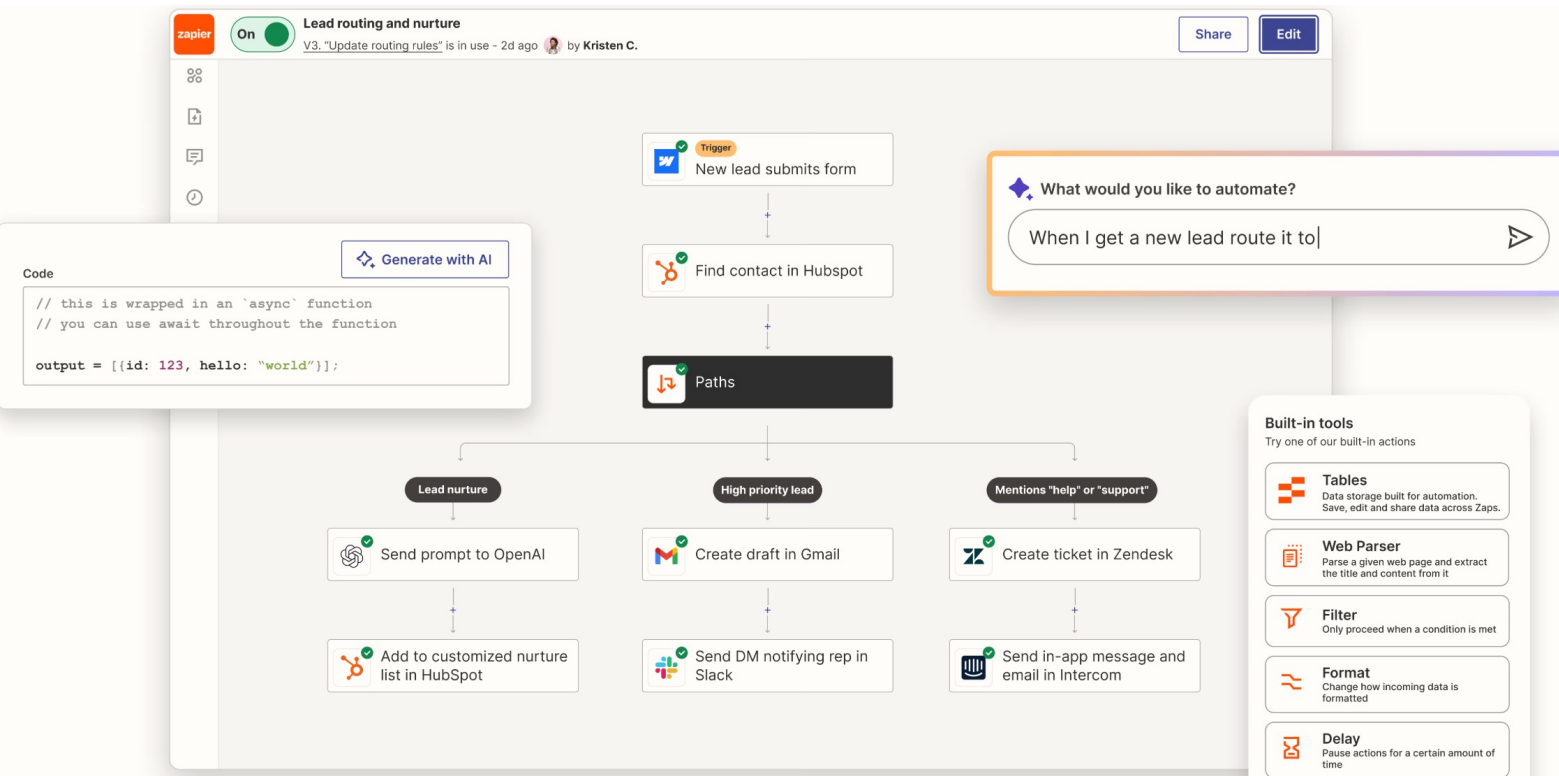 zapier
On
Lead routing and nurture
V3. “Update routing rules” is in use - 2d ago by Kristen C.
Share
Edit
Trigger
New lead submits form
What would you like to automate?
When I get a new lead route it to
Find contact in Hubspot
Generate with AI
Code
// this is wrapped in an `async` function
// you can use await throughout the function
output = [{id: 123, hello: “world”}];
Paths
Lead nurture
High priority lead
Mentions "help" or "support"
Send prompt to OpenAI
Create draft in Gmail
Create ticket in Zendesk
Add to customized nurture
list in HubSpot
Send DM notifying rep in
Slack
Send in-app message and
email in Intercom
Built-in tools
Try one of our built-in actions
Tables
Data storage built for automation.
Save, edit and share data across Zaps.
Web Parser
Parse a given web page and extract
the title and content from it
Filter
Only proceed when a condition is met
Format
Change how incoming data is
formatted
Delay
Pause actions for a certain amount of
time